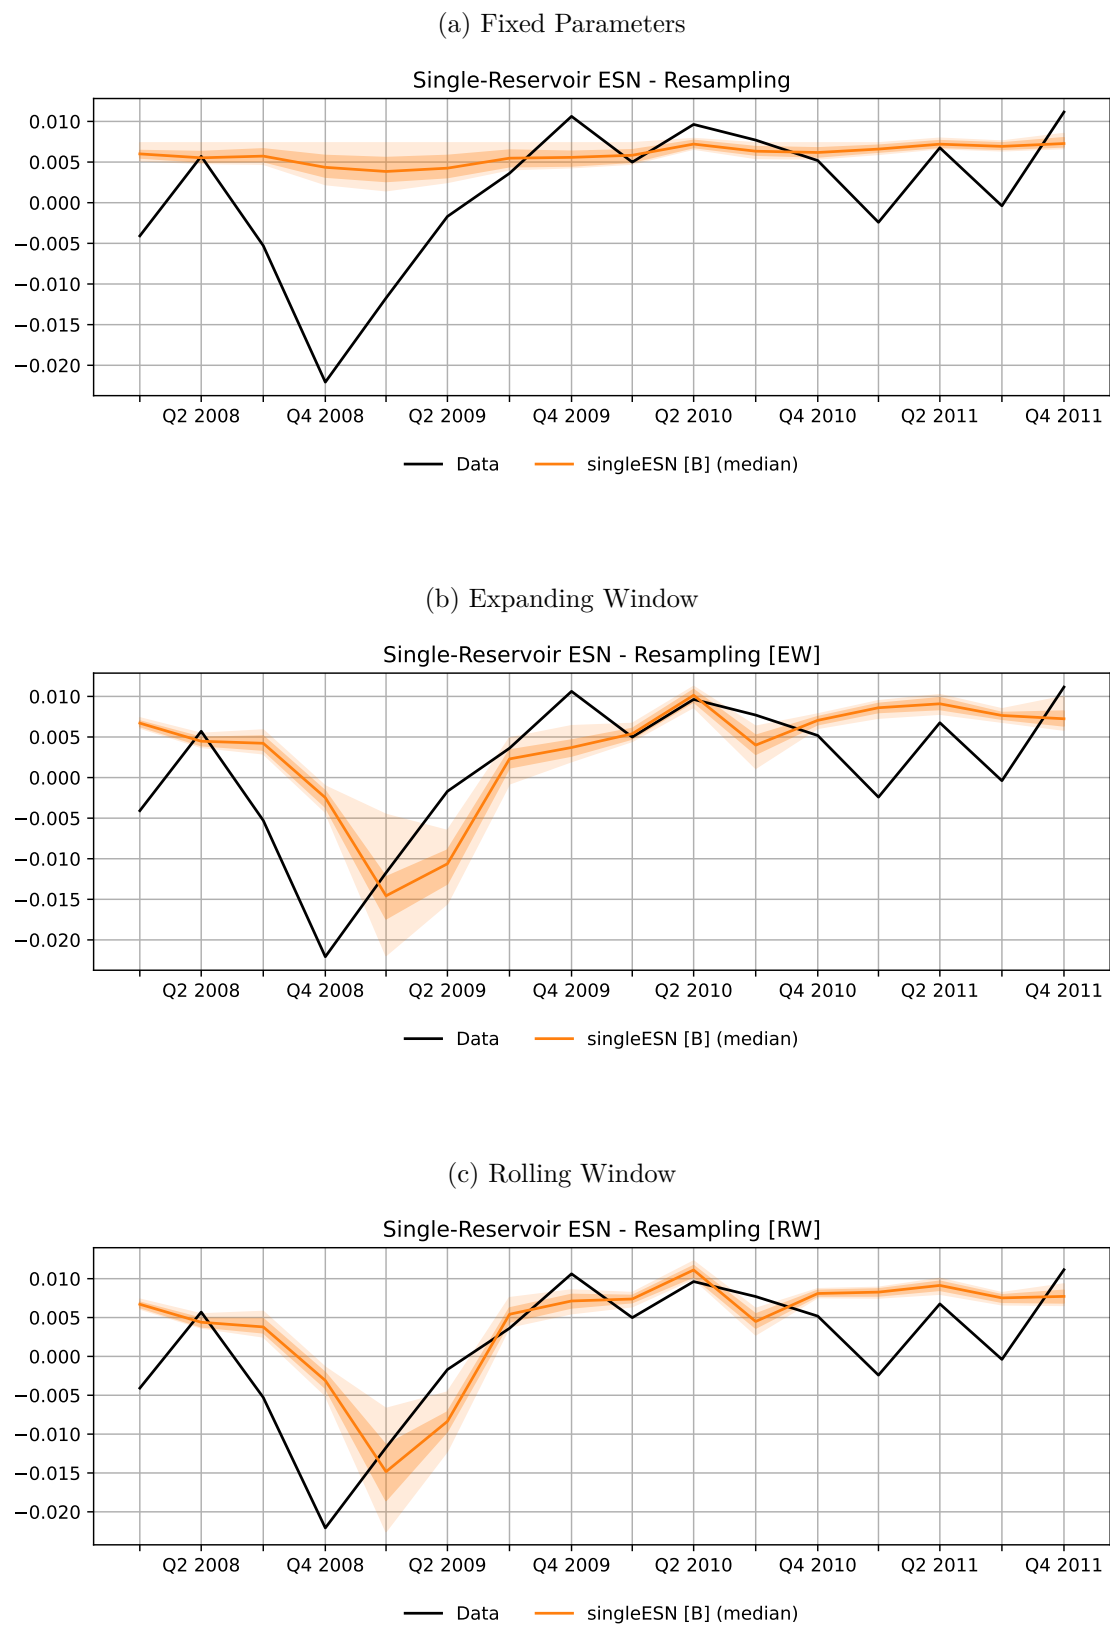 (a) Fixed Parameters
Single-Reservoir ESN - Resampling
0.010
0.005
0.000
−0.005
−0.010
−0.015
−0.020
Q2 2008 Q4 2008 Q2 2009 Q4 2009 Q2 2010 Q4 2010 Q2 2011 Q4 2011
Data singleESN [B] (median)
(b) Expanding Window
Single-Reservoir ESN - Resampling [EW]
0.010
0.005
0.000
−0.005
−0.010
−0.015
−0.020
Q2 2008 Q4 2008 Q2 2009 Q4 2009 Q2 2010 Q4 2010 Q2 2011 Q4 2011
Data singleESN [B] (median)
(c) Rolling Window
Single-Reservoir ESN - Resampling [RW]
0.010
0.005
0.000
−0.005
−0.010
−0.015
−0.020
Q2 2008 Q4 2008 Q2 2009 Q4 2009 Q2 2010 Q4 2010 Q2 2011 Q4 2011
Data singleESN [B] (median)